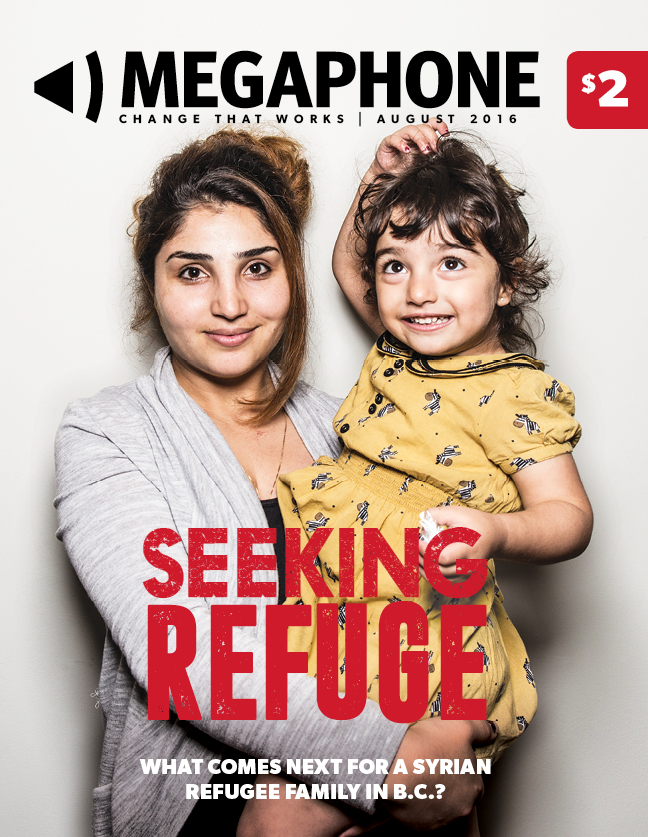 MEGAPHONE
CHANGE THAT WORKS | AUGUST 2016
$2
SEEKING
REFUGE
WHAT COMES NEXT FOR A SYRIAN
REFUGEE FAMILY IN B.C.?